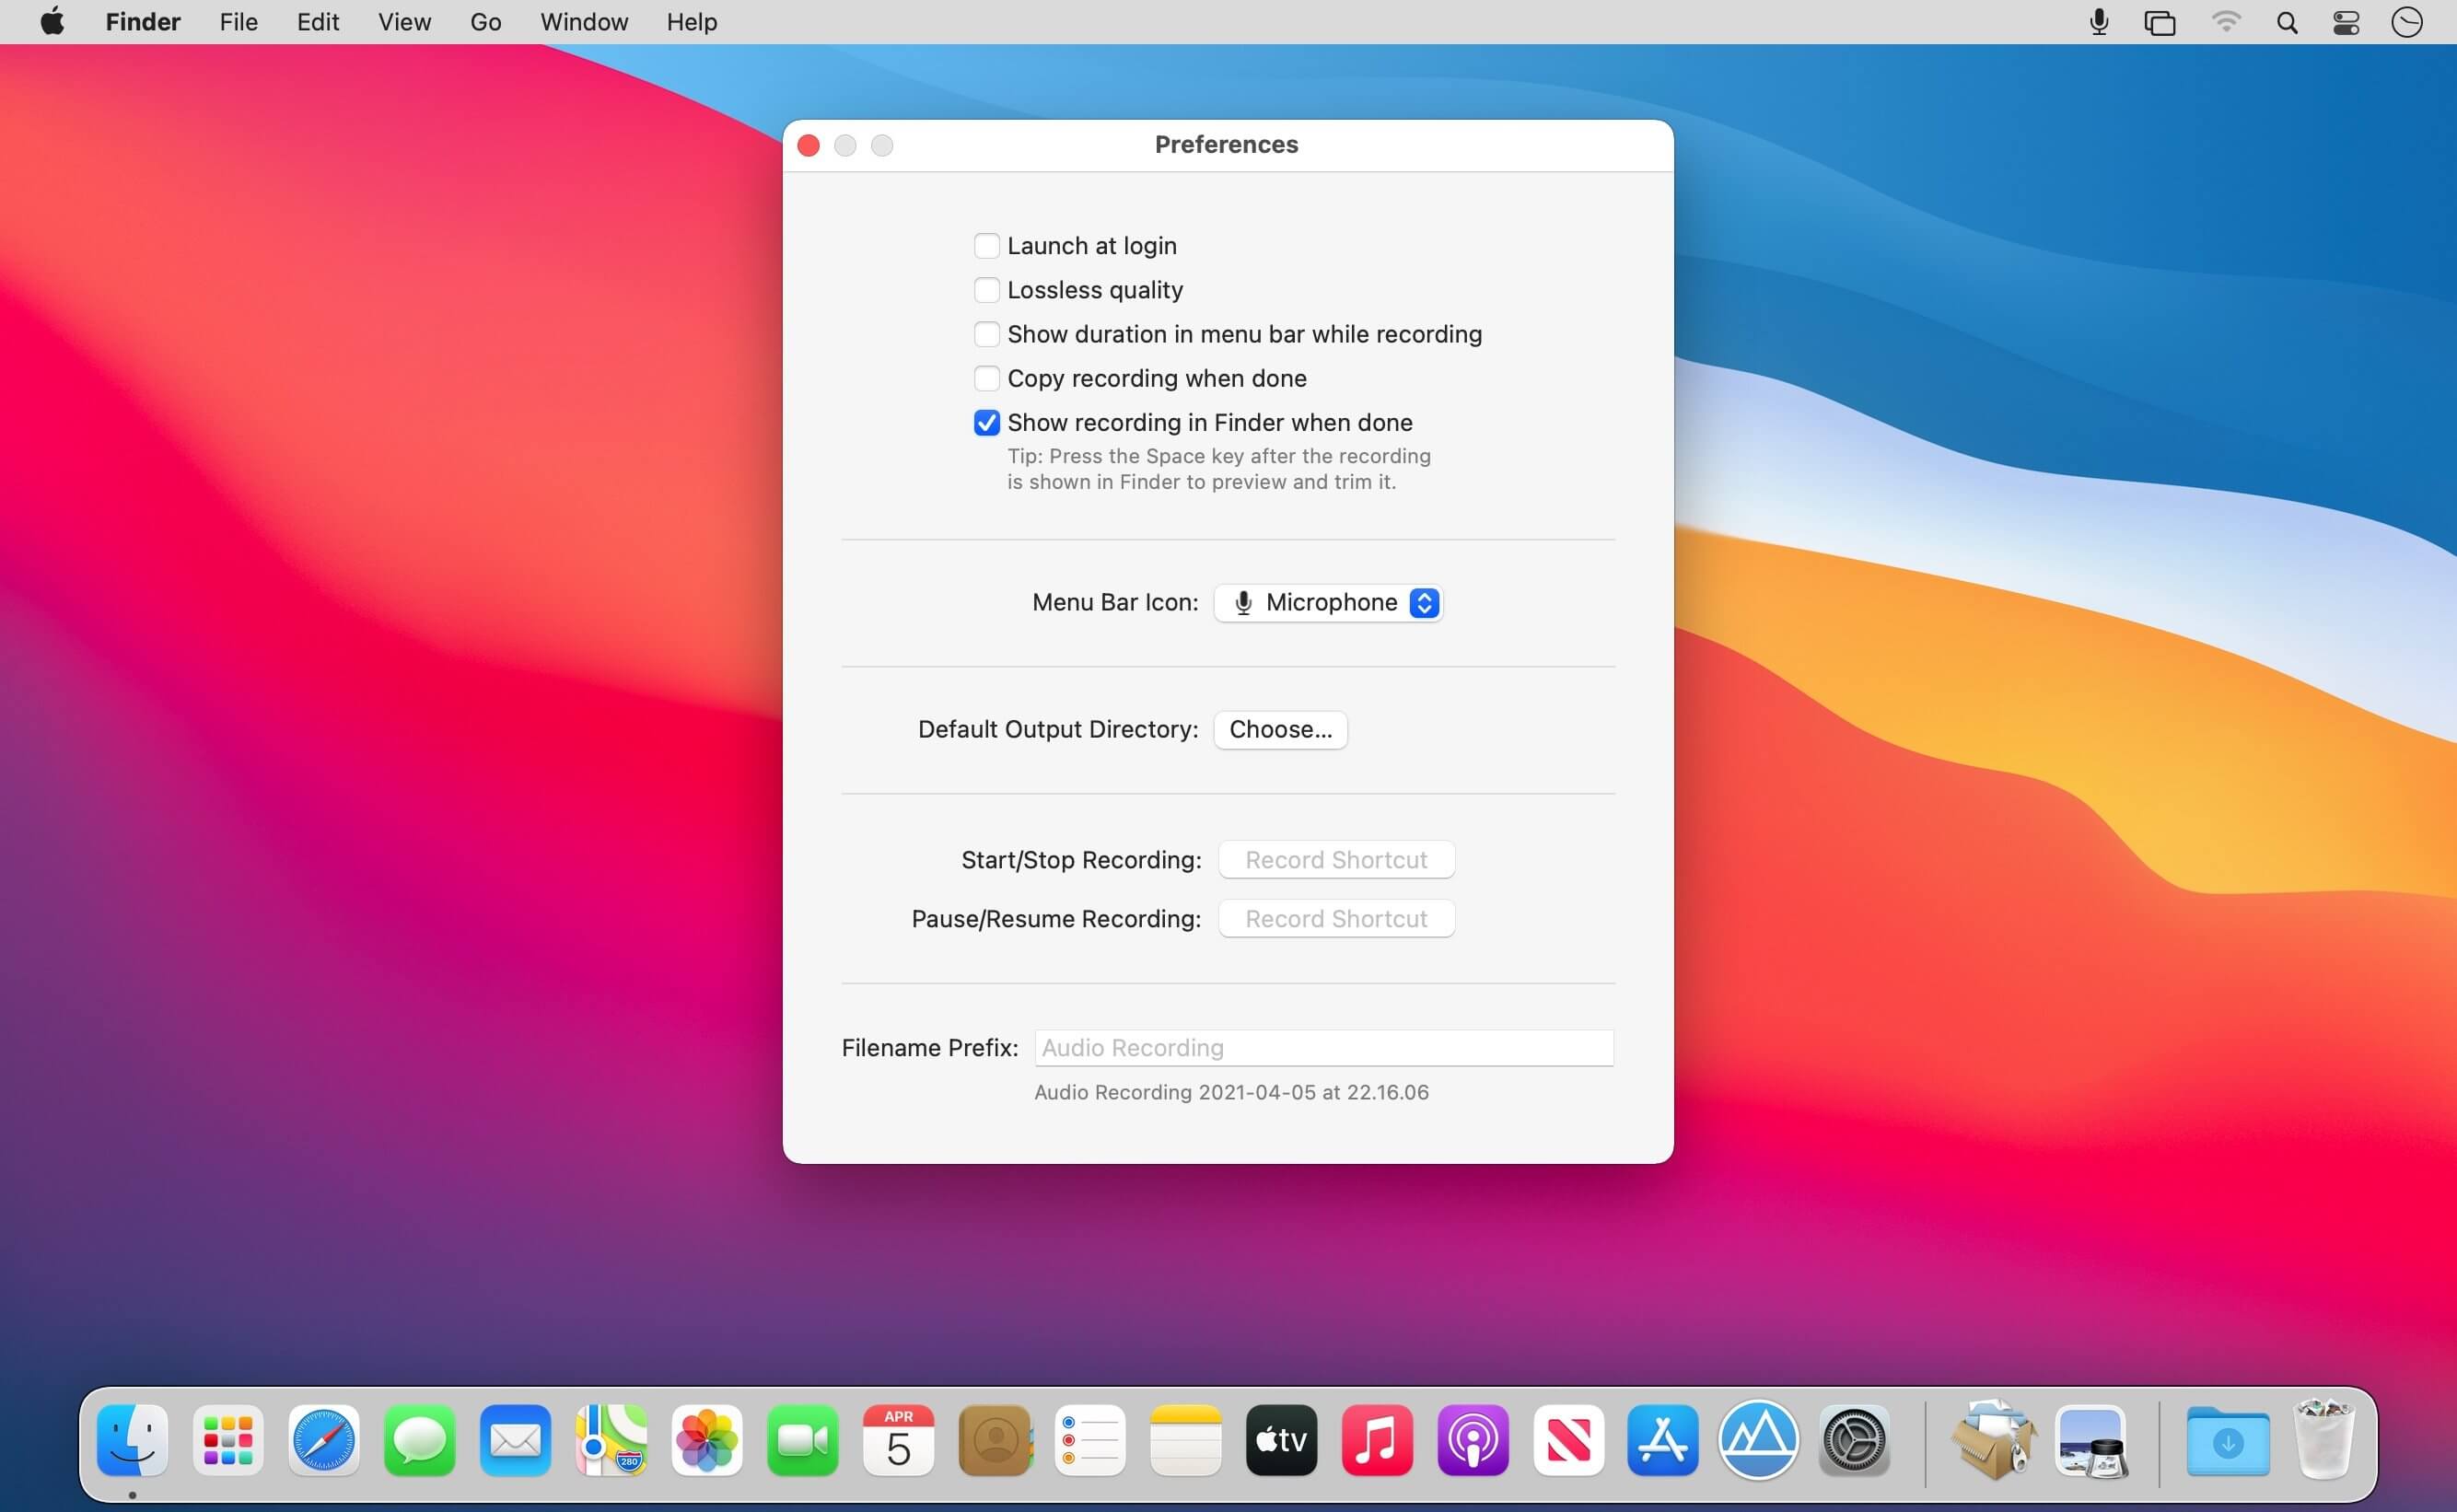 Finder File Edit View Go Window Help
Preferences
Launch at login
Lossless quality
Show duration in menu bar while recording
Copy recording when done
Show recording in Finder when done
Tip: Press the Space key after the recording
is shown in Finder to preview and trim it.
Menu Bar Icon: Microphone
Default Output Directory: Choose...
Start/Stop Recording: Record Shortcut
Pause/Resume Recording: Record Shortcut
Filename Prefix: Audio Recording
Audio Recording 2021-04-05 at 22.16.06
280
APR
5
tv